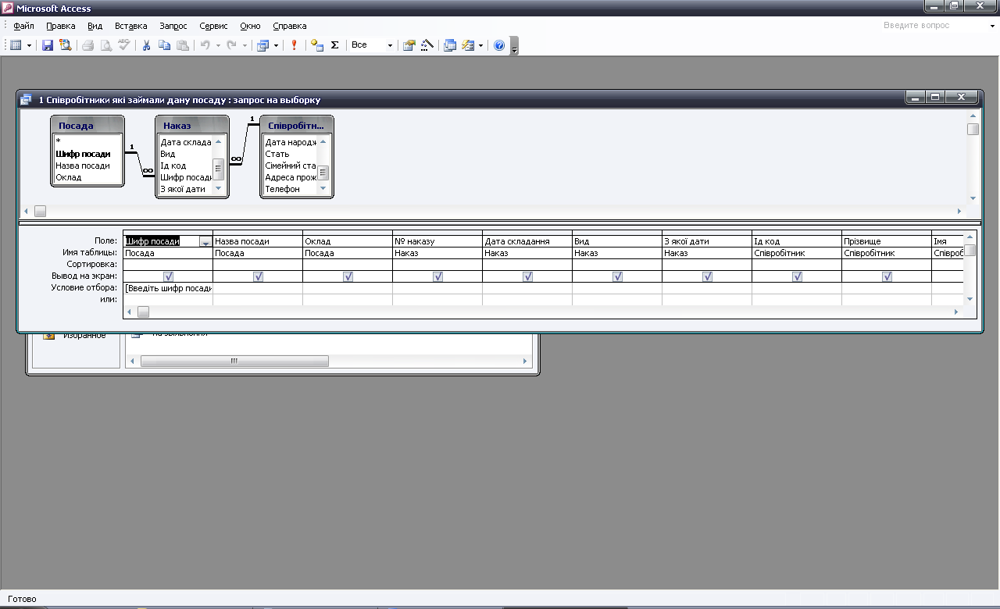 Microsoft Access
Файл Правка Вид Вставка Запрос Сервис Окно Справка Введите вопрос
ABC Σ Все
1 Співробітники які займали дану посаду : запрос на выборку
Посада Наказ Співробітн...
*
Шифр посади
Назва посади
Оклад
1 ∞
Дата склада
Вид
Ід код
Шифр посади
З якої дати
∞ 1
Дата народж
Стать
Сімейний ста
Адреса прож
Телефон
Поле: Шифр посади Назва посади Оклад № наказу Дата складання Вид З якої дати Ід код Прізвище Імя
Имя таблицы: Посада Посада Посада Наказ Наказ Наказ Наказ Співробітник Співробітник Співроб
Сортировка:
Вывод на экран:
Условие отбора: [Введіть шифр посади
или:
Избранное на звільнення
Готово